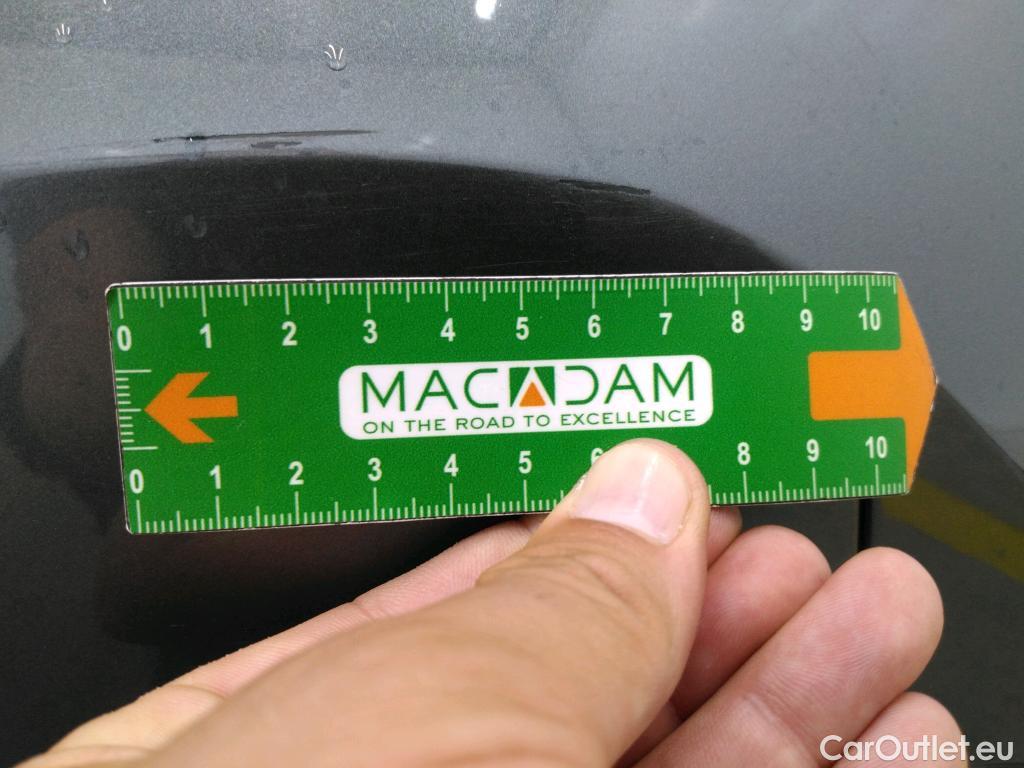 0 1 2 3 4 5 6 7 8 9 10
MACADAM
ON THE ROAD TO EXCELLENCE
0 1 2 3 4 5 6 8 9 10
CarOutlet.eu